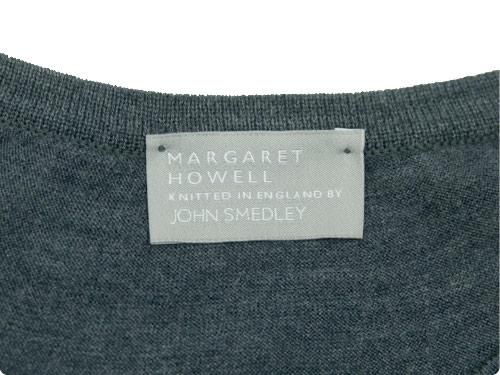 MARGARET
HOWELL
KNITTED IN ENGLAND BY
JOHN SMEDLEY